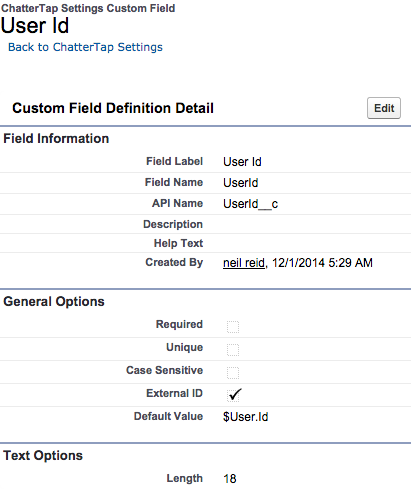 ChatterTap Settings Custom Field
User Id
Back to ChatterTap Settings
Custom Field Definition Detail
Edit
Field Information
Field Label User Id
Field Name UserId
API Name UserId__c
Description
Help Text
Created By neil reid, 12/1/2014 5:29 AM
General Options
Required
Unique
Case Sensitive
External ID
Default Value $User.Id
Text Options
Length 18